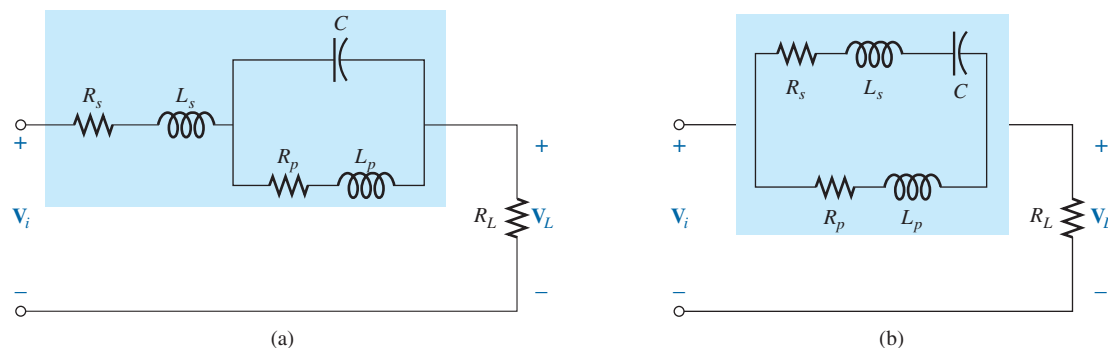 C
R_s
L_s
R_p
L_p
+
+
V_i
R_L
V_L
–
–
(a)
R_s
L_s
C
+
+
R_p
L_p
V_i
R_L
V_L
–
–
(b)